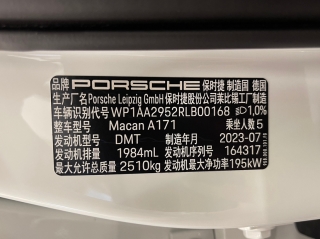 品牌 PORSCHE 保时捷 制造国 德国
生产厂名 Porsche Leipzig GmbH 保时捷股份公司莱比锡工厂制造
车辆识别代号 WP1AA2952RLB00168 1,0%
车辆型号 Macan A171 乘坐人数 5
发动机型号 DMT 制造年月 2023-07
发动机排量 1984mL 发动机序列号 164317
最大允许总质量 2510kg 发动机最大净功率 195kW